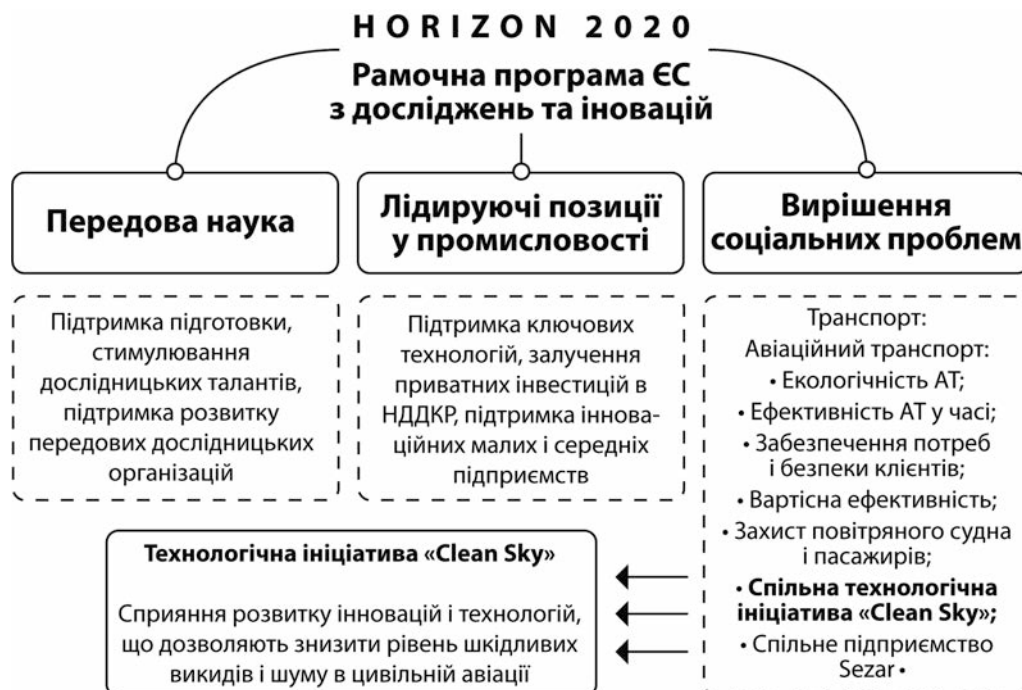 HORIZON 2020
Рамочна програма ЄС
з досліджень та іновацій
Передова наука
Лідируючі позиції
у промисловості
Вирішення
соціальних проблем
Підтримка підготовки,
стимулювання
дослідницьких талантів,
підтримка розвитку
передових дослідницьких
організацій
Підтримка ключових
технологій, залучення
приватних інвестицій в
НДДКР, підтримка іннова-
ційних малих і середніх
підприємств
Транспорт:
Авіаційний транспорт:
• Екологічність АТ;
• Ефективність АТ у часі;
• Забезпечення потреб
і безпеки клієнтів;
• Вартісна ефективність;
• Захист повітряного судна
і пасажирів;
• Спільна технологічна
ініціатива «Clean Sky»;
• Спільне підприємство
Sezar •
Технологічна ініціатива «Clean Sky»
Сприяння розвитку інновацій і технологій,
що дозволяють знизити рівень шкідливих
викидів і шуму в цивільній авіації